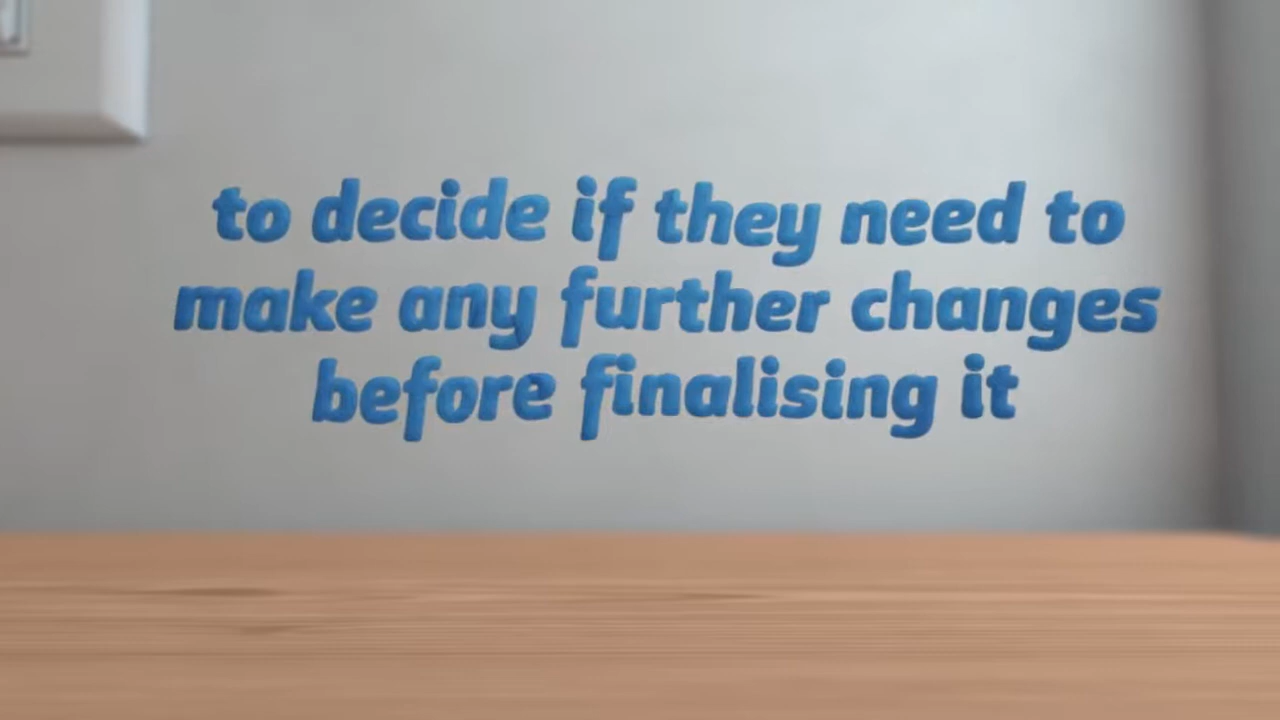 to decide if they need to
make any further changes
before finalising it